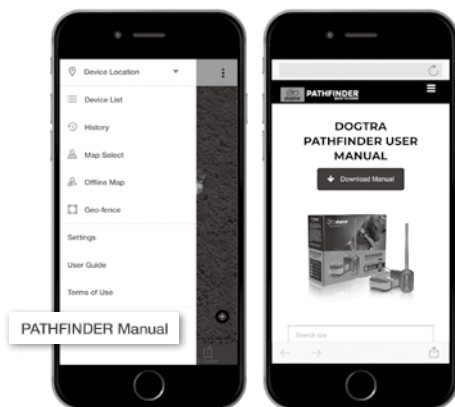 Device Location
Device List
History
Map Select
Offline Map
Geo-fence
Settings
User Guide
Terms of Use
PATHFINDER Manual
PATHFINDER
DOGTRA
PATHFINDER USER
MANUAL
Download Manual
Search site